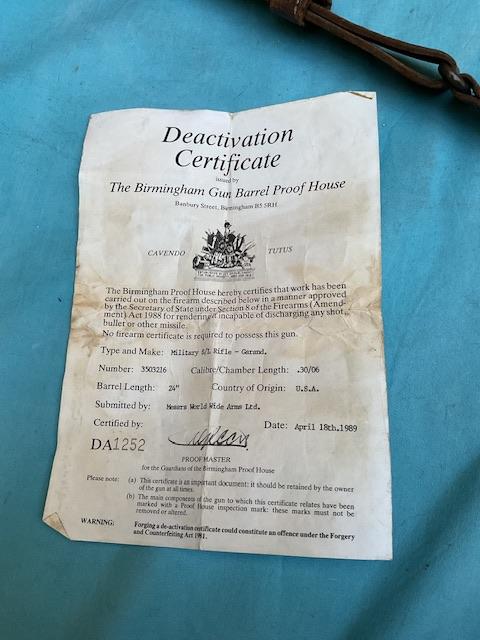 Deactivation
Certificate
issued by
The Birmingham Gun Barrel Proof House
Banbury Street, Birmingham B5 5RH.
CAVENDO TUTUS
The Birmingham Proof House hereby certifies that work has been
carried out on the firearm described below in a manner approved
by the Secretary of State under Section 8 of the Firearms (Amend-
ment) Act 1988 for rendering it incapable of discharging any shot,
bullet or other missile.
No firearm certificate is required to possess this gun.
Type and Make: Military S/L Rifle - Garand.
Number: 3503216 Calibre/Chamber Length: .30/06
Barrel Length: 24" Country of Origin: U.S.A.
Submitted by: Messrs World Wide Arms Ltd.
Certified by: Date: April 18th.1989
DA1252
PROOF MASTER
for the Guardians of the Birmingham Proof House
Please note: (a) This certificate is an important document: it should be retained by the owner
of the gun at all times.
(b) The main components of the gun to which this certificate relates have been
marked with a Proof House inspection mark: these marks must not be
removed or altered.
WARNING: Forging a de-activation certificate could constitute an offence under the Forgery
and Counterfeiting Act 1981.